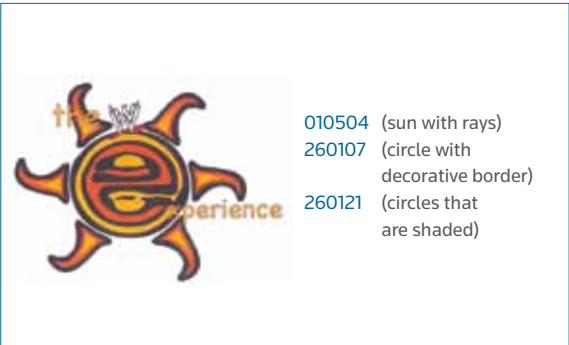 the W
experience
010504 (sun with rays)
260107 (circle with
decorative border)
260121 (circles that
are shaded)